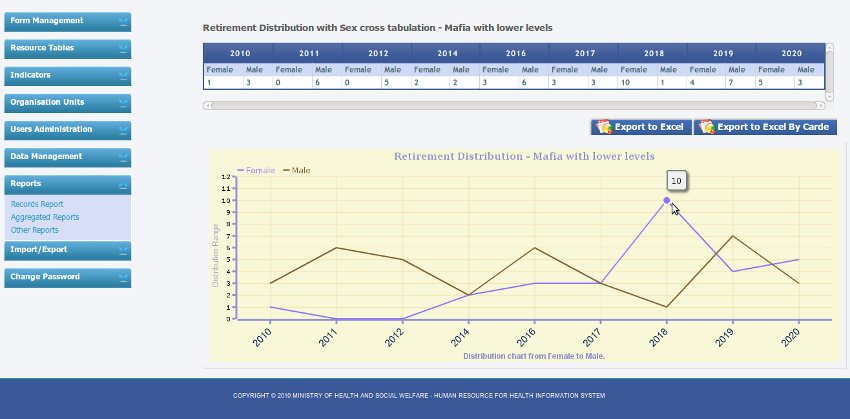 Form Management
Resource Tables
Indicators
Organisation Units
Users Administration
Data Management
Reports
Records Report
Aggregated Reports
Other Reports
Import/Export
Change Password
Retirement Distribution with Sex cross tabulation - Mafia with lower levels
2010 2011 2012 2014 2016 2017 2018 2019 2020
Female Male Female Male Female Male Female Male Female Male Female Male Female Male Female Male Female Male
1 3 0 6 0 5 2 2 3 6 3 3 10 1 4 7 5 3
Export to Excel Export to Excel By Carde
Retirement Distribution - Mafia with lower levels
Female Male
10
Distribution Range
12
11
10
9
8
7
6
5
4
3
2
1
0
2010 2011 2012 2014 2016 2017 2018 2019 2020
Distribution chart from Female to Male.
COPYRIGHT © 2010 MINISTRY OF HEALTH AND SOCIAL WELFARE - HUMAN RESOURCE FOR HEALTH INFORMATION SYSTEM